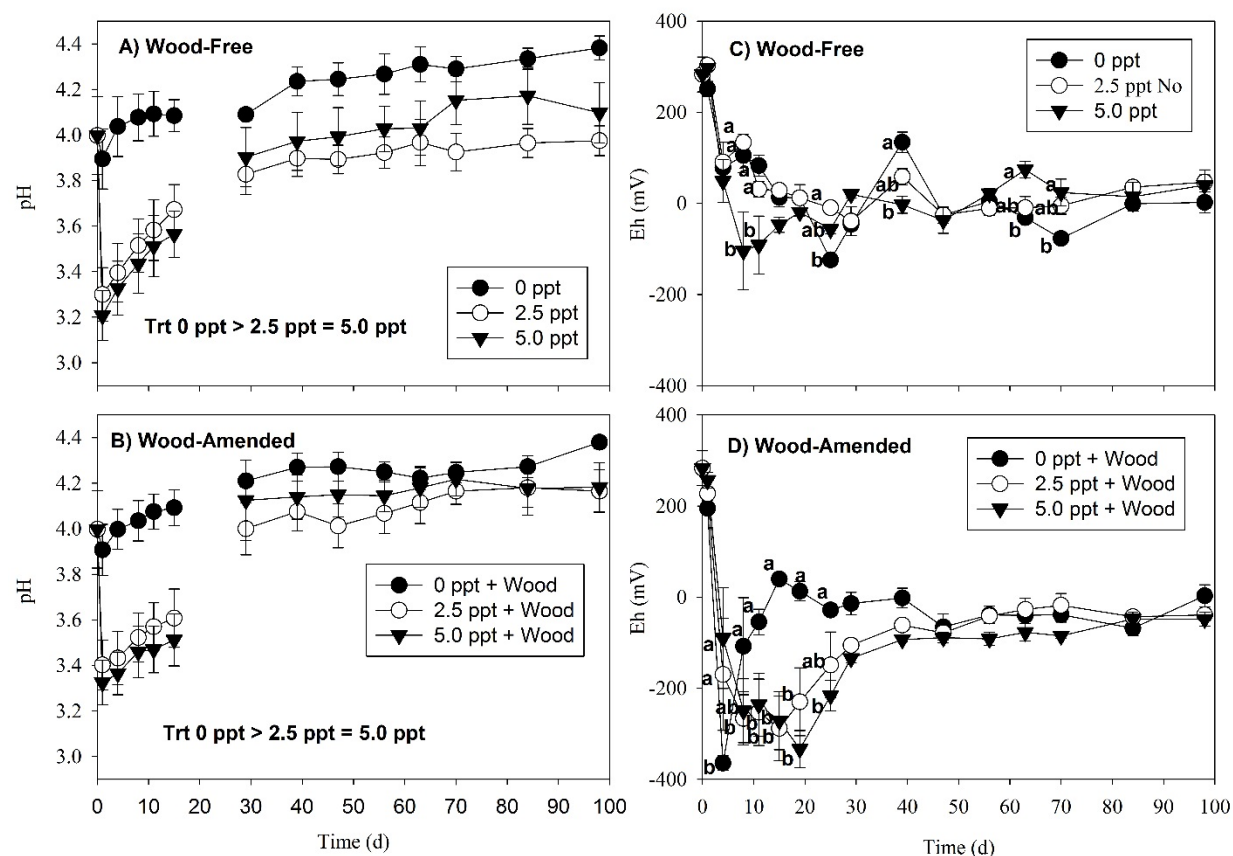 A) Wood-Free
4.4
4.2
4.0
3.8
3.6
3.4
3.2
3.0
pH
0 ppt
2.5 ppt
5.0 ppt
Trt 0 ppt > 2.5 ppt = 5.0 ppt
C) Wood-Free
400
200
0
-200
-400
Eh (mV)
0 ppt
2.5 ppt No
5.0 ppt
a
a
a
a
b
b
a
ab
b
a
ab
b
a
ab
b
a
ab
b
B) Wood-Amended
4.4
4.2
4.0
3.8
3.6
3.4
3.2
3.0
pH
0 ppt + Wood
2.5 ppt + Wood
5.0 ppt + Wood
Trt 0 ppt > 2.5 ppt = 5.0 ppt
0 10 20 30 40 50 60 70 80 90 100
Time (d)
D) Wood-Amended
400
200
0
-200
-400
Eh (mV)
0 ppt + Wood
2.5 ppt + Wood
5.0 ppt + Wood
a
a
b
a
ab
b
a
b
b
a
b
b
a
b
b
a
ab
b
0 10 20 30 40 50 60 70 80 90 100
Time (d)